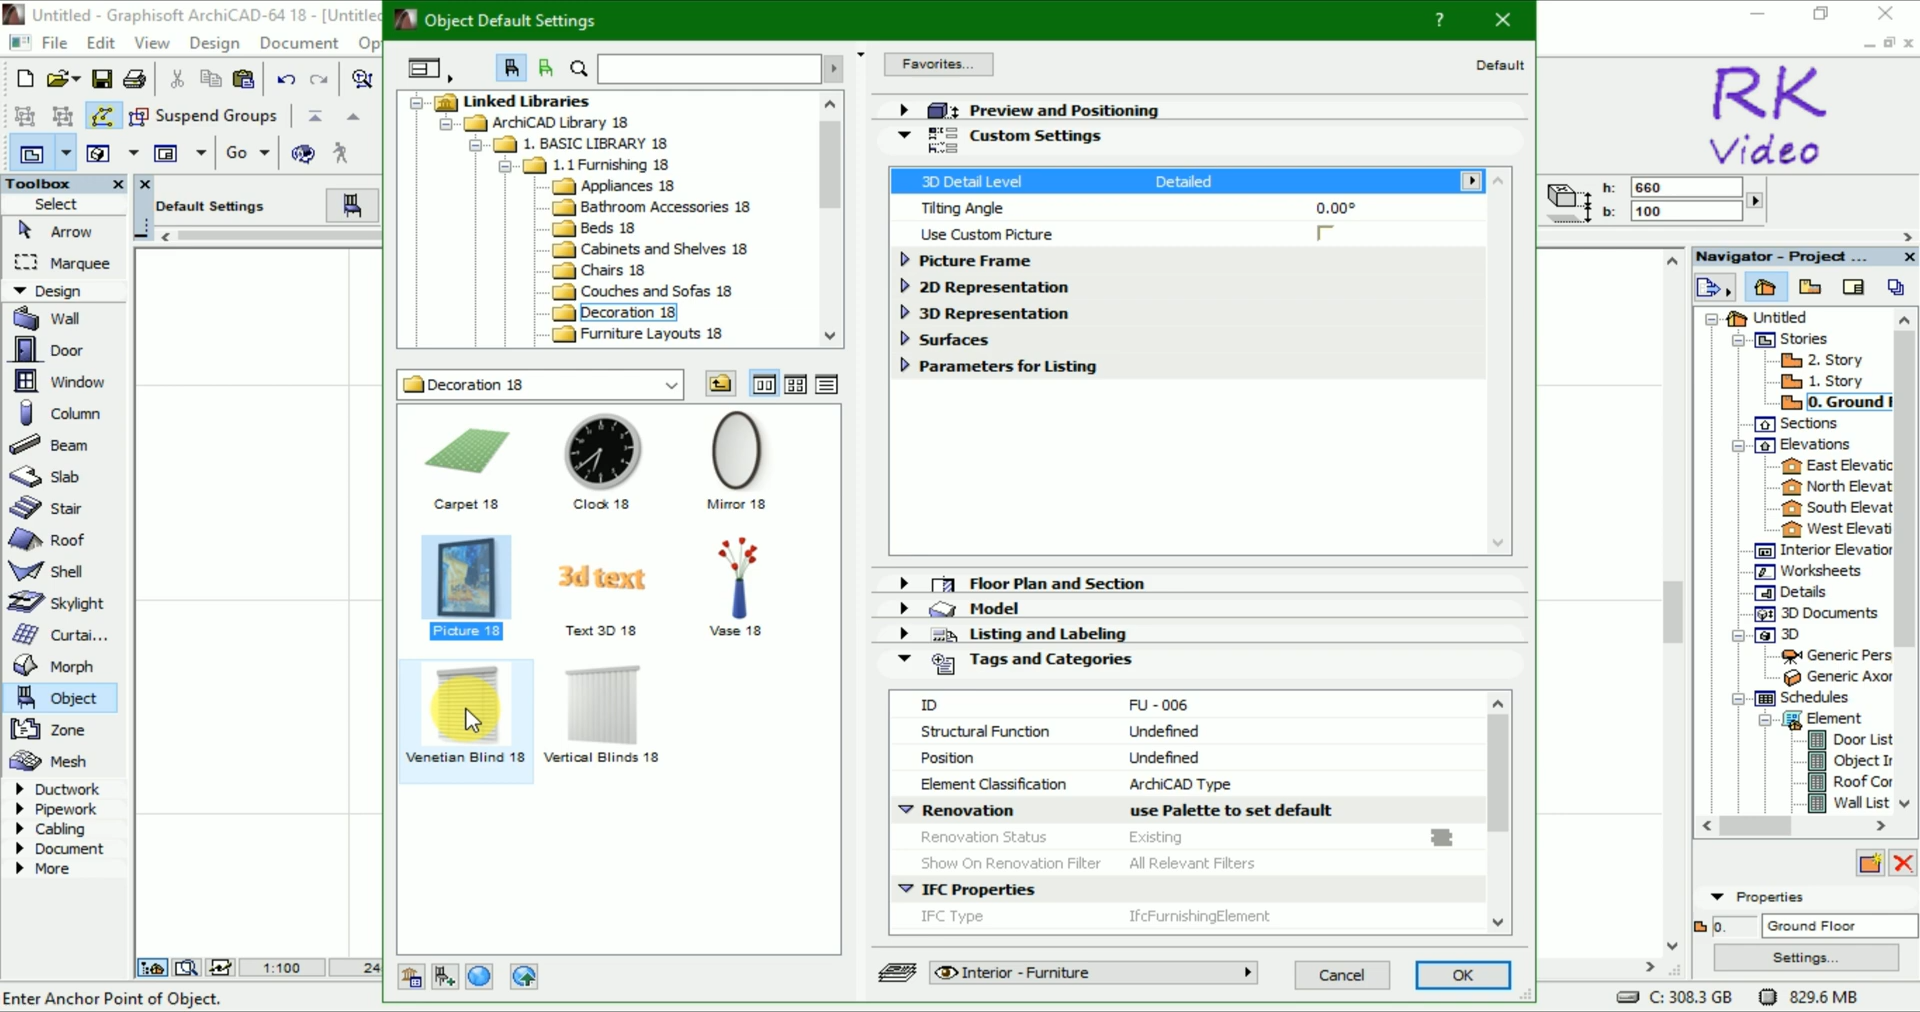 Untitled - Graphisoft ArchiCAD-64 18 - [Untitled
File Edit View Design Document Op
Suspend Groups
Go
Toolbox
Select
Arrow
Marquee
Design
Wall
Door
Window
Column
Beam
Slab
Stair
Roof
Shell
Skylight
Curtai...
Morph
Object
Zone
Mesh
Ductwork
Pipework
Cabling
Document
More
Default Settings
1:100
Enter Anchor Point of Object.
Object Default Settings
?
Linked Libraries
ArchiCAD Library 18
1. BASIC LIBRARY 18
1.1 Furnishing 18
Appliances 18
Bathroom Accessories 18
Beds 18
Cabinets and Shelves 18
Chairs 18
Couches and Sofas 18
Decoration 18
Furniture Layouts 18
Decoration 18
Carpet 18 Clock 18 Mirror 18
3d text
Picture 18 Text 3D 18 Vase 18
Venetian Blind 18 Vertical Blinds 18
Favorites... Default
Preview and Positioning
Custom Settings
3D Detail Level Detailed
Tilting Angle 0.00°
Use Custom Picture
Picture Frame
2D Representation
3D Representation
Surfaces
Parameters for Listing
Floor Plan and Section
Model
Listing and Labeling
Tags and Categories
ID FU - 006
Structural Function Undefined
Position Undefined
Element Classification ArchiCAD Type
Renovation use Palette to set default
Renovation Status Existing
Show On Renovation Filter All Relevant Filters
IFC Properties
IFC Type IfcFurnishingElement
Interior - Furniture Cancel OK
RK
Video
h: 660
b: 100
Navigator - Project ...
Untitled
Stories
2. Story
1. Story
0. Ground F
Sections
Elevations
East Elevatic
North Elevat
South Elevat
West Elevati
Interior Elevation
Worksheets
Details
3D Documents
3D
Generic Pers
Generic Axor
Schedules
Element
Door List
Object Ir
Roof Cor
Wall List
Properties
0. Ground Floor
Settings...
C: 308.3 GB 829.6 MB